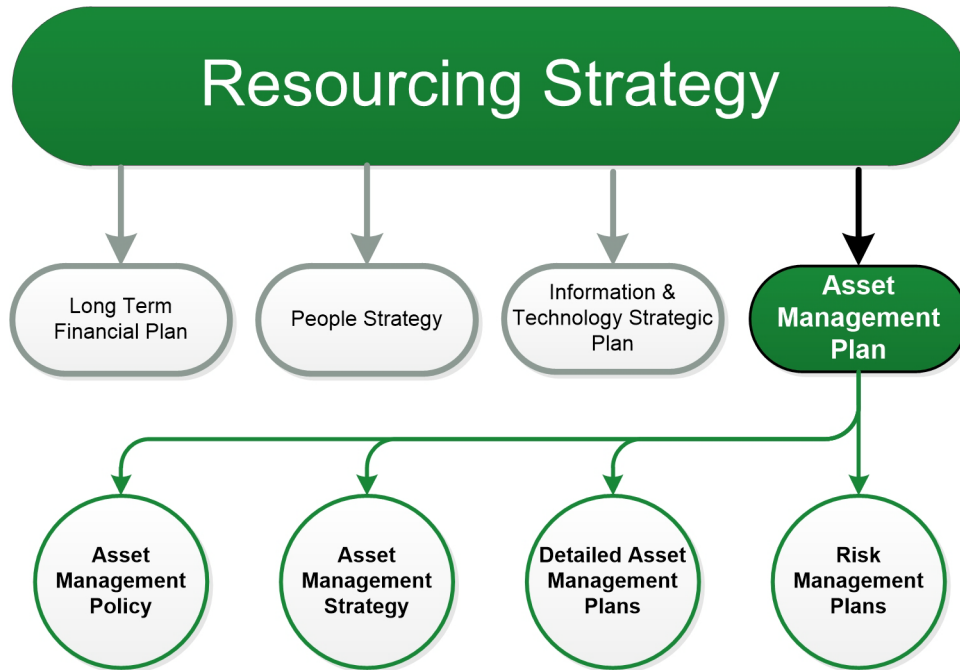 Resourcing Strategy
Long Term
Financial Plan
People Strategy
Information &
Technology Strategic
Plan
Asset
Management
Plan
Asset
Management
Policy
Asset
Management
Strategy
Detailed Asset
Management
Plans
Risk
Management
Plans